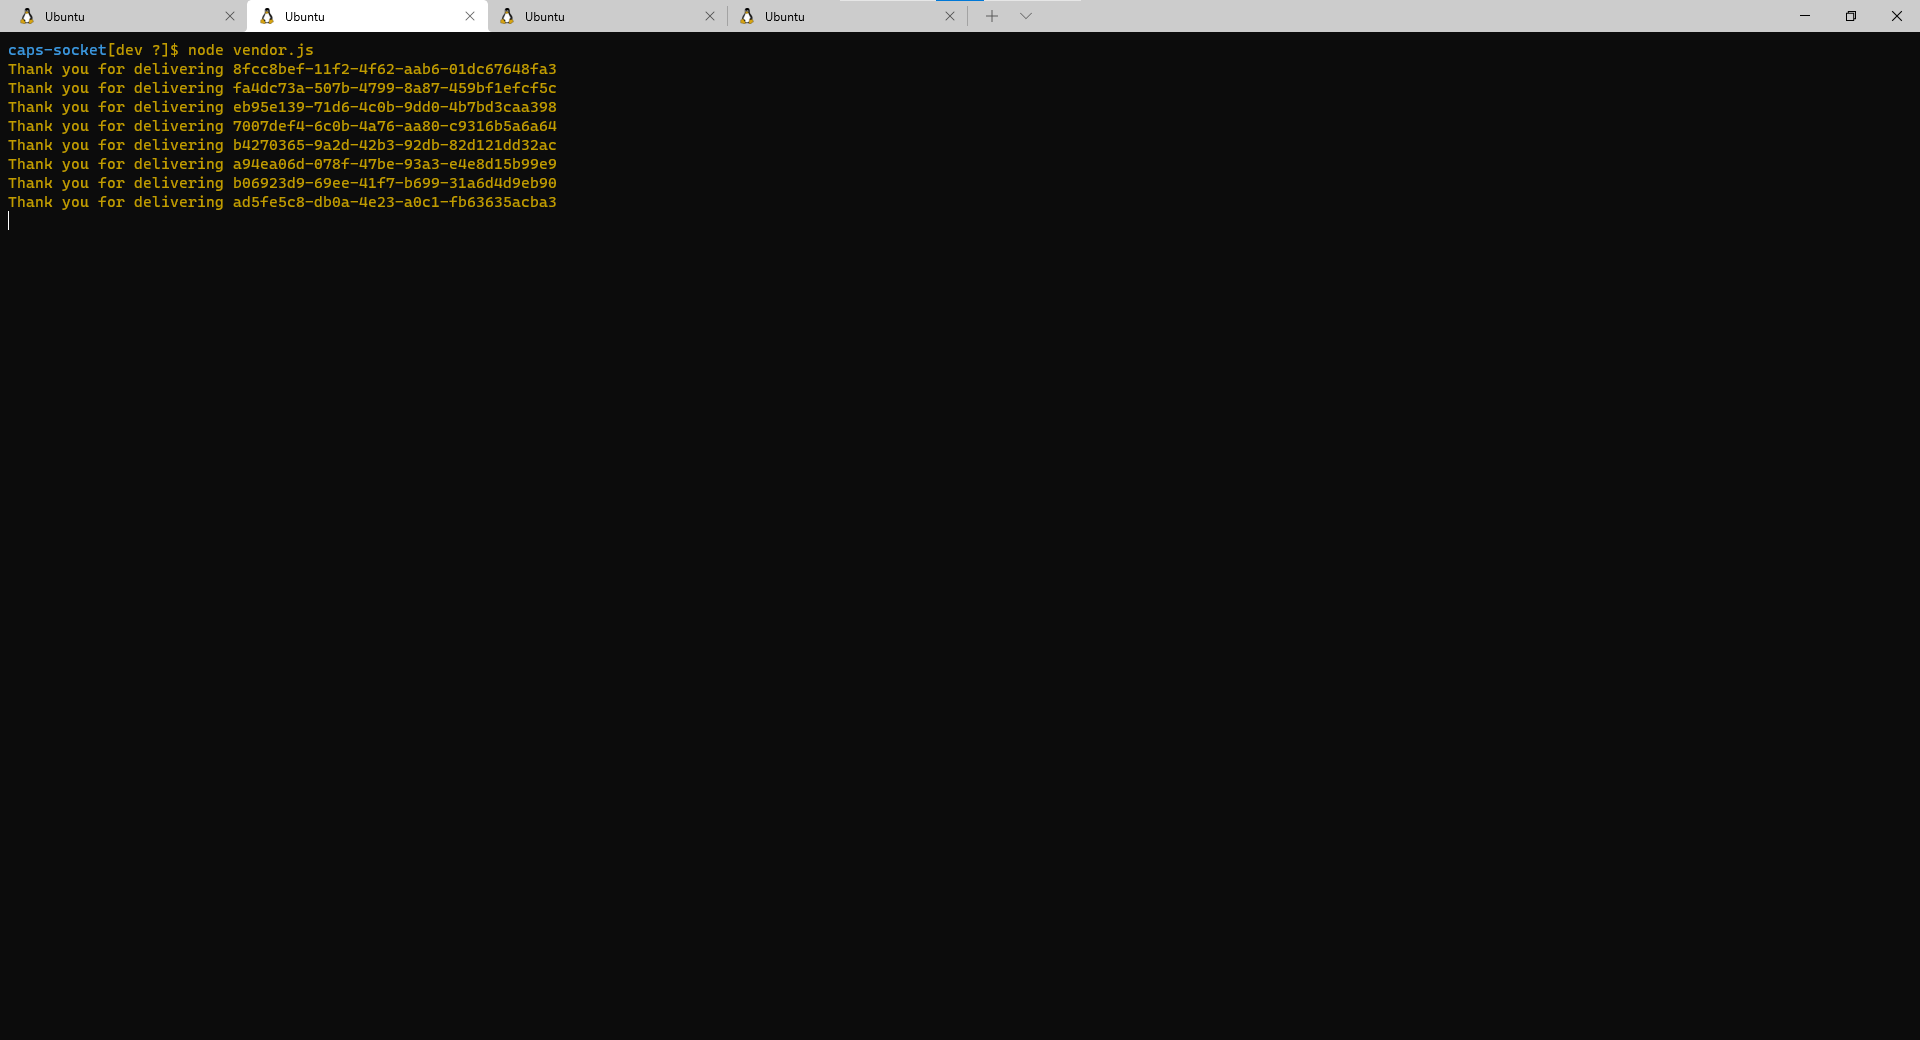 Ubuntu
Ubuntu
Ubuntu
Ubuntu
caps-socket[dev ?]$ node vendor.js
Thank you for delivering 8fcc8bef-11f2-4f62-aab6-01dc67648fa3
Thank you for delivering fa4dc73a-507b-4799-8a87-459bf1efcf5c
Thank you for delivering eb95e139-71d6-4c0b-9dd0-4b7bd3caa398
Thank you for delivering 7007def4-6c0b-4a76-aa80-c9316b5a6a64
Thank you for delivering b4270365-9a2d-42b3-92db-82d121dd32ac
Thank you for delivering a94ea06d-078f-47be-93a3-e4e8d15b99e9
Thank you for delivering b06923d9-69ee-41f7-b699-31a6d4d9eb90
Thank you for delivering ad5fe5c8-db0a-4e23-a0c1-fb63635acba3